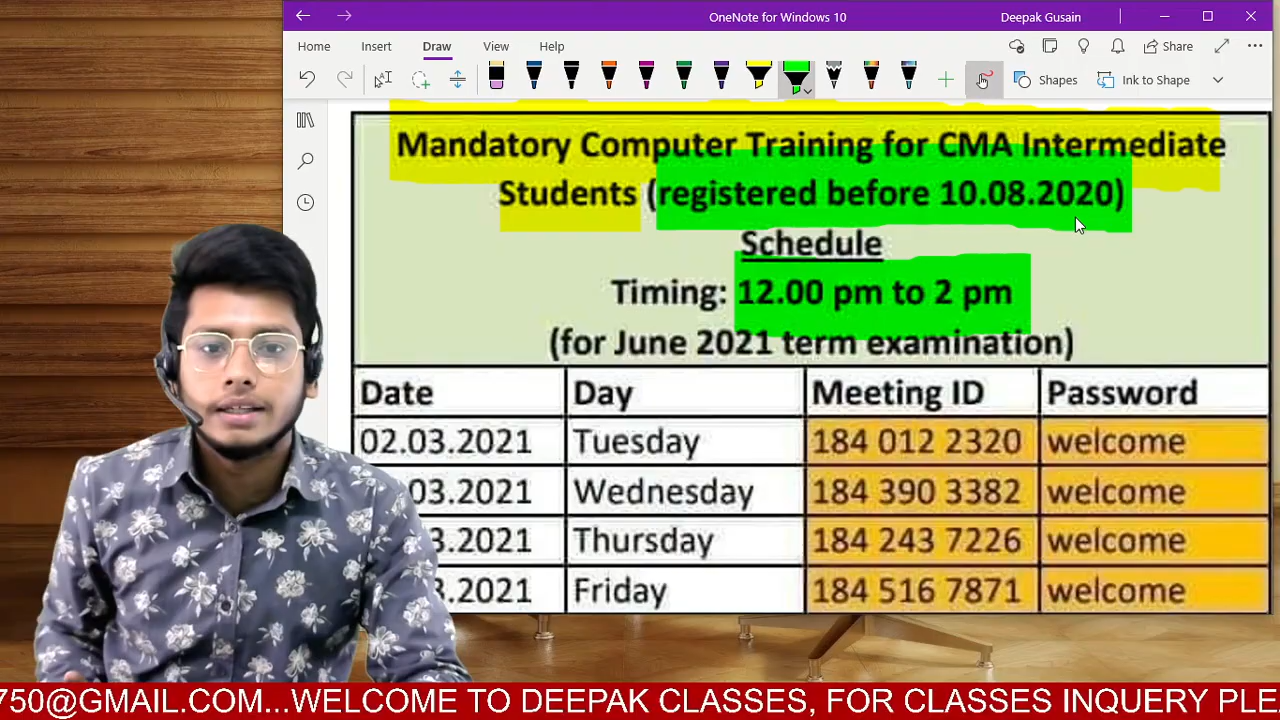 OneNote for Windows 10
Deepak Gusain
Home Insert Draw View Help
Share
Shapes
Ink to Shape
Mandatory Computer Training for CMA Intermediate
Students (registered before 10.08.2020)
Schedule
Timing: 12.00 pm to 2 pm
(for June 2021 term examination)
Date Day Meeting ID Password
02.03.2021 Tuesday 184 012 2320 welcome
03.2021 Wednesday 184 390 3382 welcome
3.2021 Thursday 184 243 7226 welcome
3.2021 Friday 184 516 7871 welcome
750@GMAIL.COM...WELCOME TO DEEPAK CLASSES, FOR CLASSES INQUERY PLE